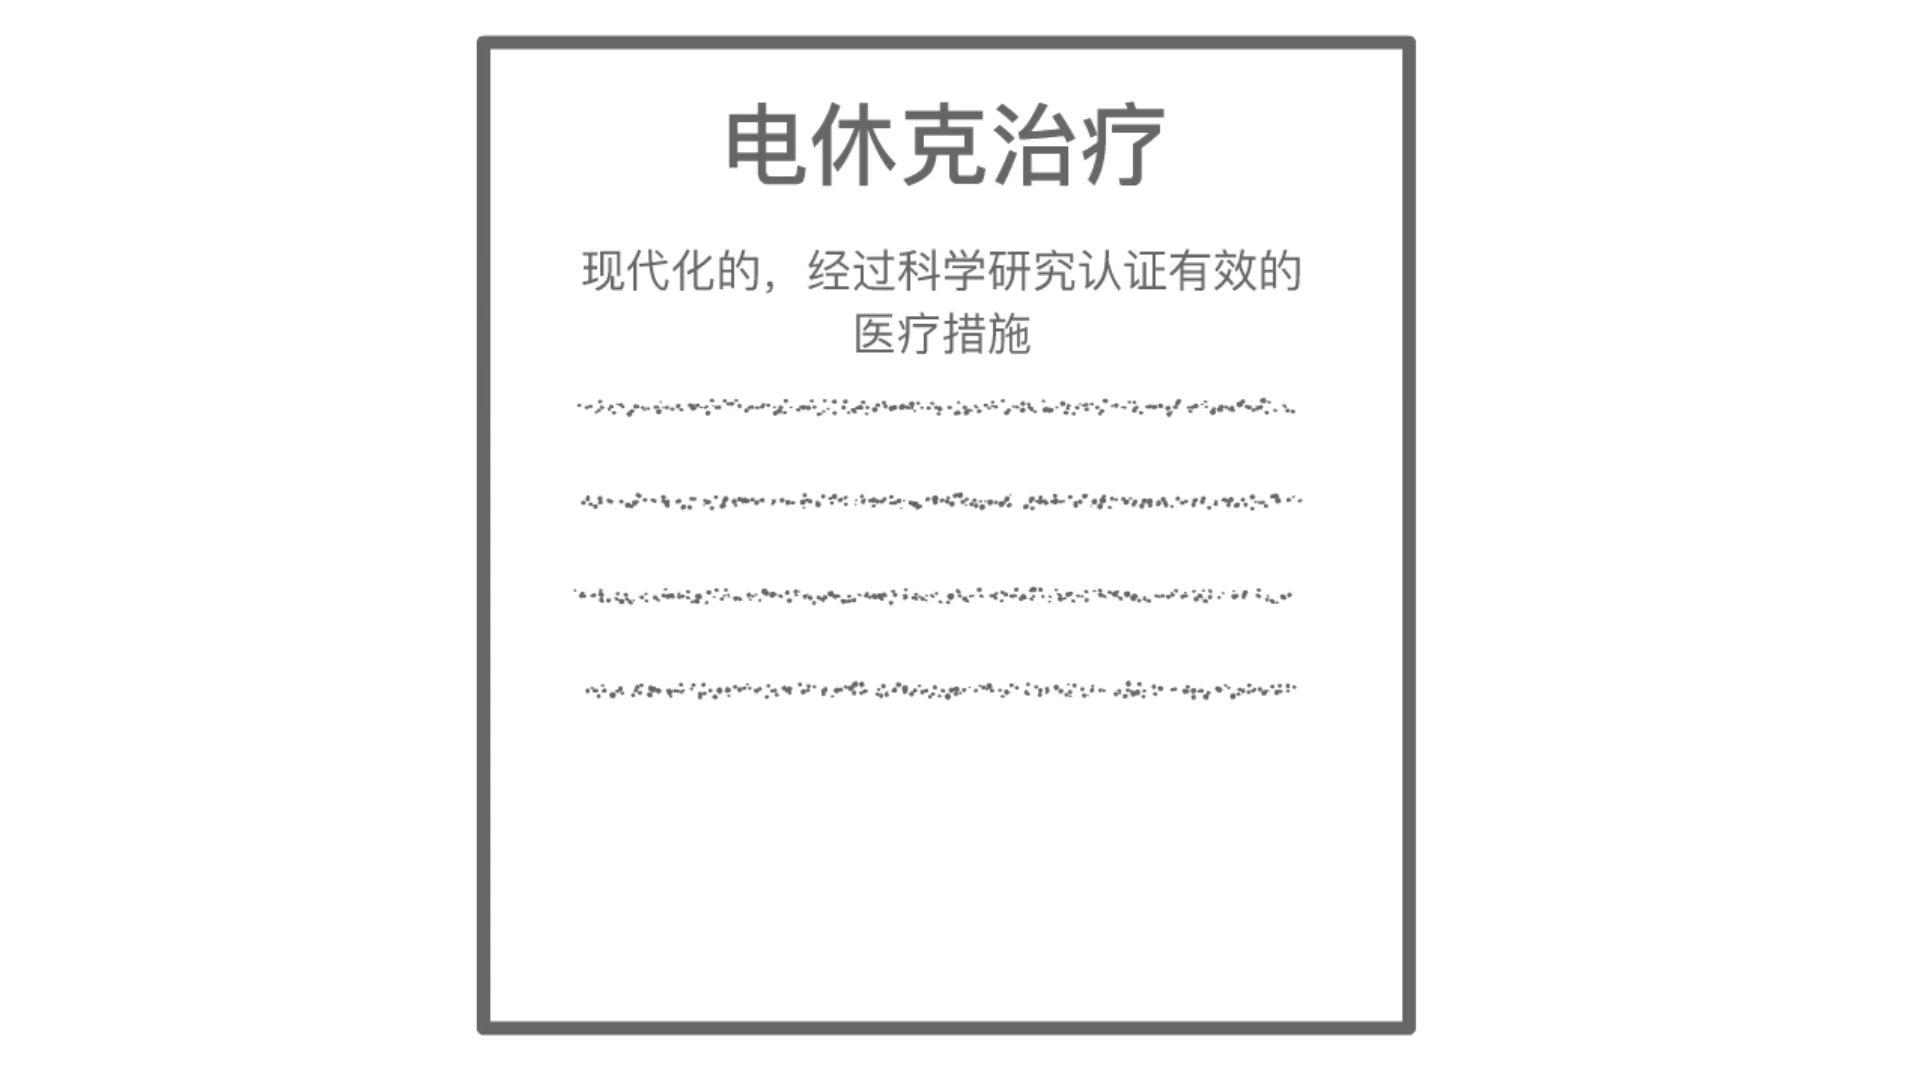 电休克治疗
现代化的，经过科学研究认证有效的
医疗措施